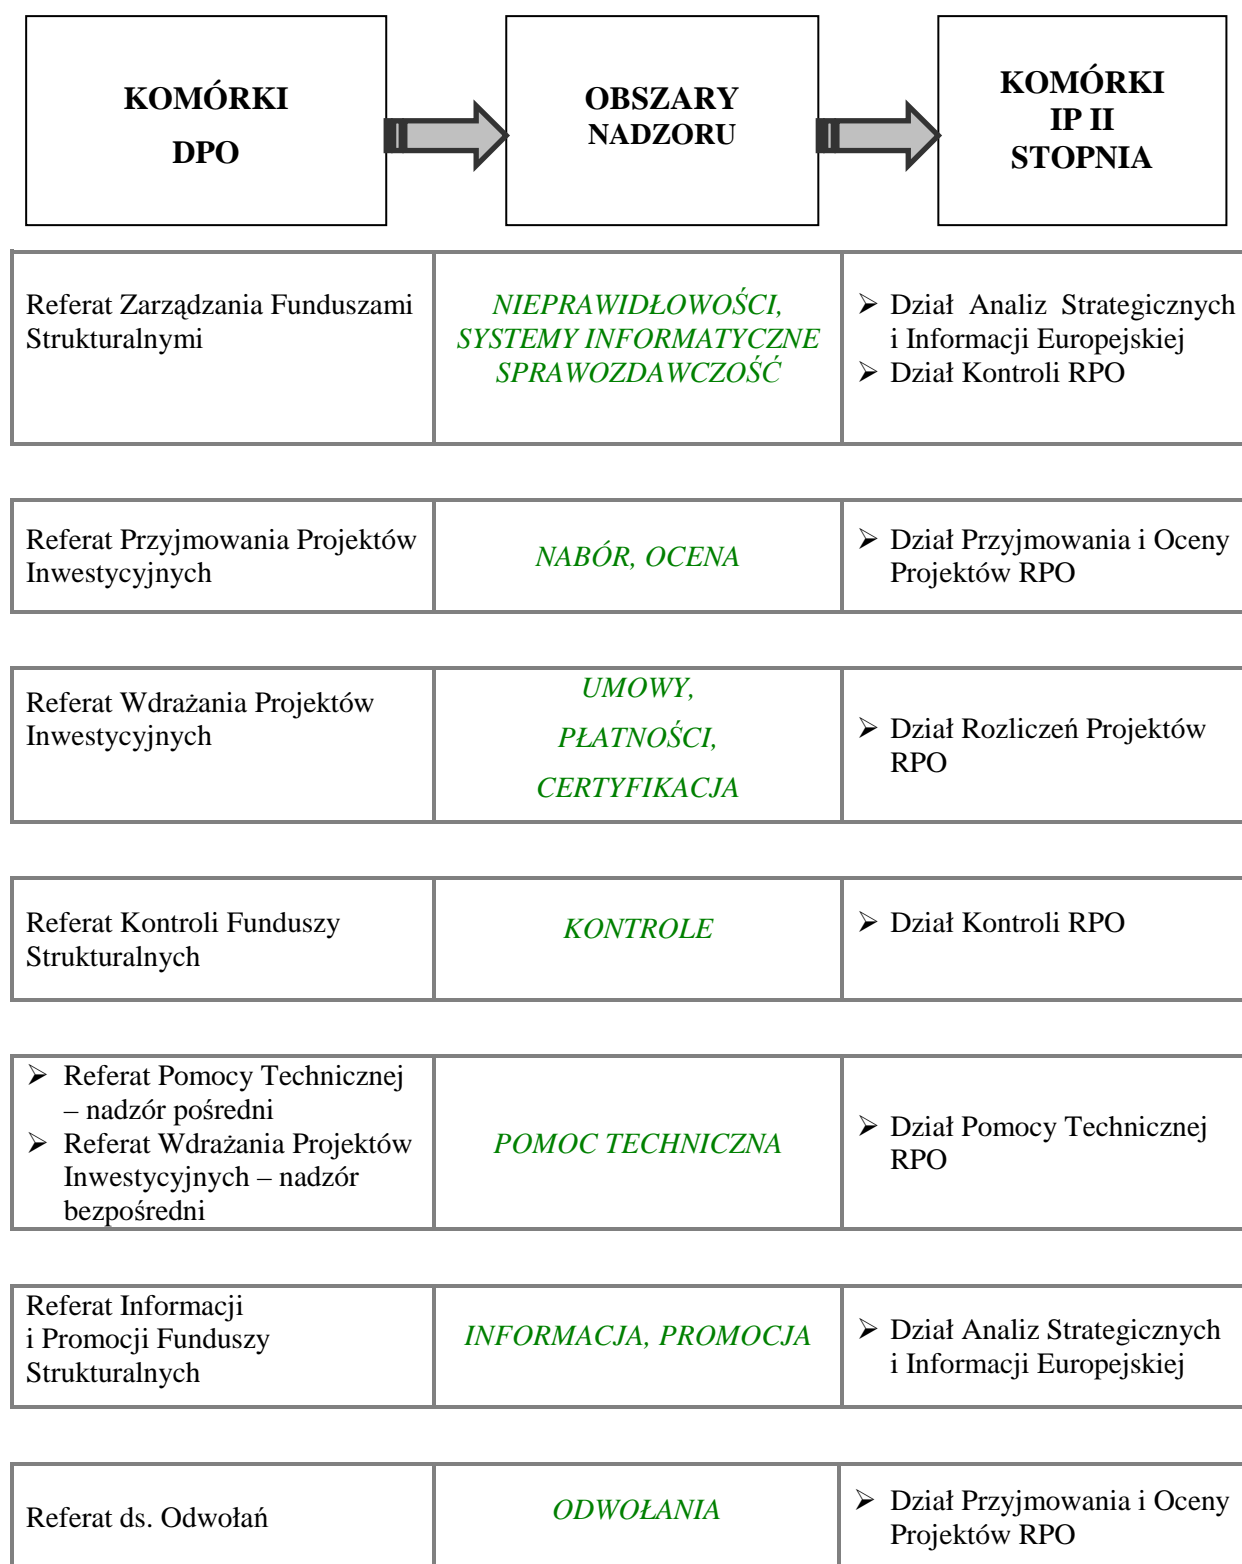 KOMÓRKI
DPO
OBSZARY
NADZORU
KOMÓRKI
IP II
STOPNIA
Referat Zarządzania Funduszami
Strukturalnymi
NIEPRAWIDŁOWOŚCI,
SYSTEMY INFORMATYCZNE
SPRAWOZDAWCZOŚĆ
➢ Dział Analiz Strategicznych
i Informacji Europejskiej
➢ Dział Kontroli RPO
Referat Przyjmowania Projektów
Inwestycyjnych
NABÓR, OCENA
➢ Dział Przyjmowania i Oceny
Projektów RPO
Referat Wdrażania Projektów
Inwestycyjnych
UMOWY,
PŁATNOŚCI,
CERTYFIKACJA
➢ Dział Rozliczeń Projektów
RPO
Referat Kontroli Funduszy
Strukturalnych
KONTROLE
➢ Dział Kontroli RPO
➢ Referat Pomocy Technicznej
– nadzór pośredni
➢ Referat Wdrażania Projektów
Inwestycyjnych – nadzór
bezpośredni
POMOC TECHNICZNA
➢ Dział Pomocy Technicznej
RPO
Referat Informacji
i Promocji Funduszy
Strukturalnych
INFORMACJA, PROMOCJA
➢ Dział Analiz Strategicznych
i Informacji Europejskiej
Referat ds. Odwołań
ODWOŁANIA
➢ Dział Przyjmowania i Oceny
Projektów RPO